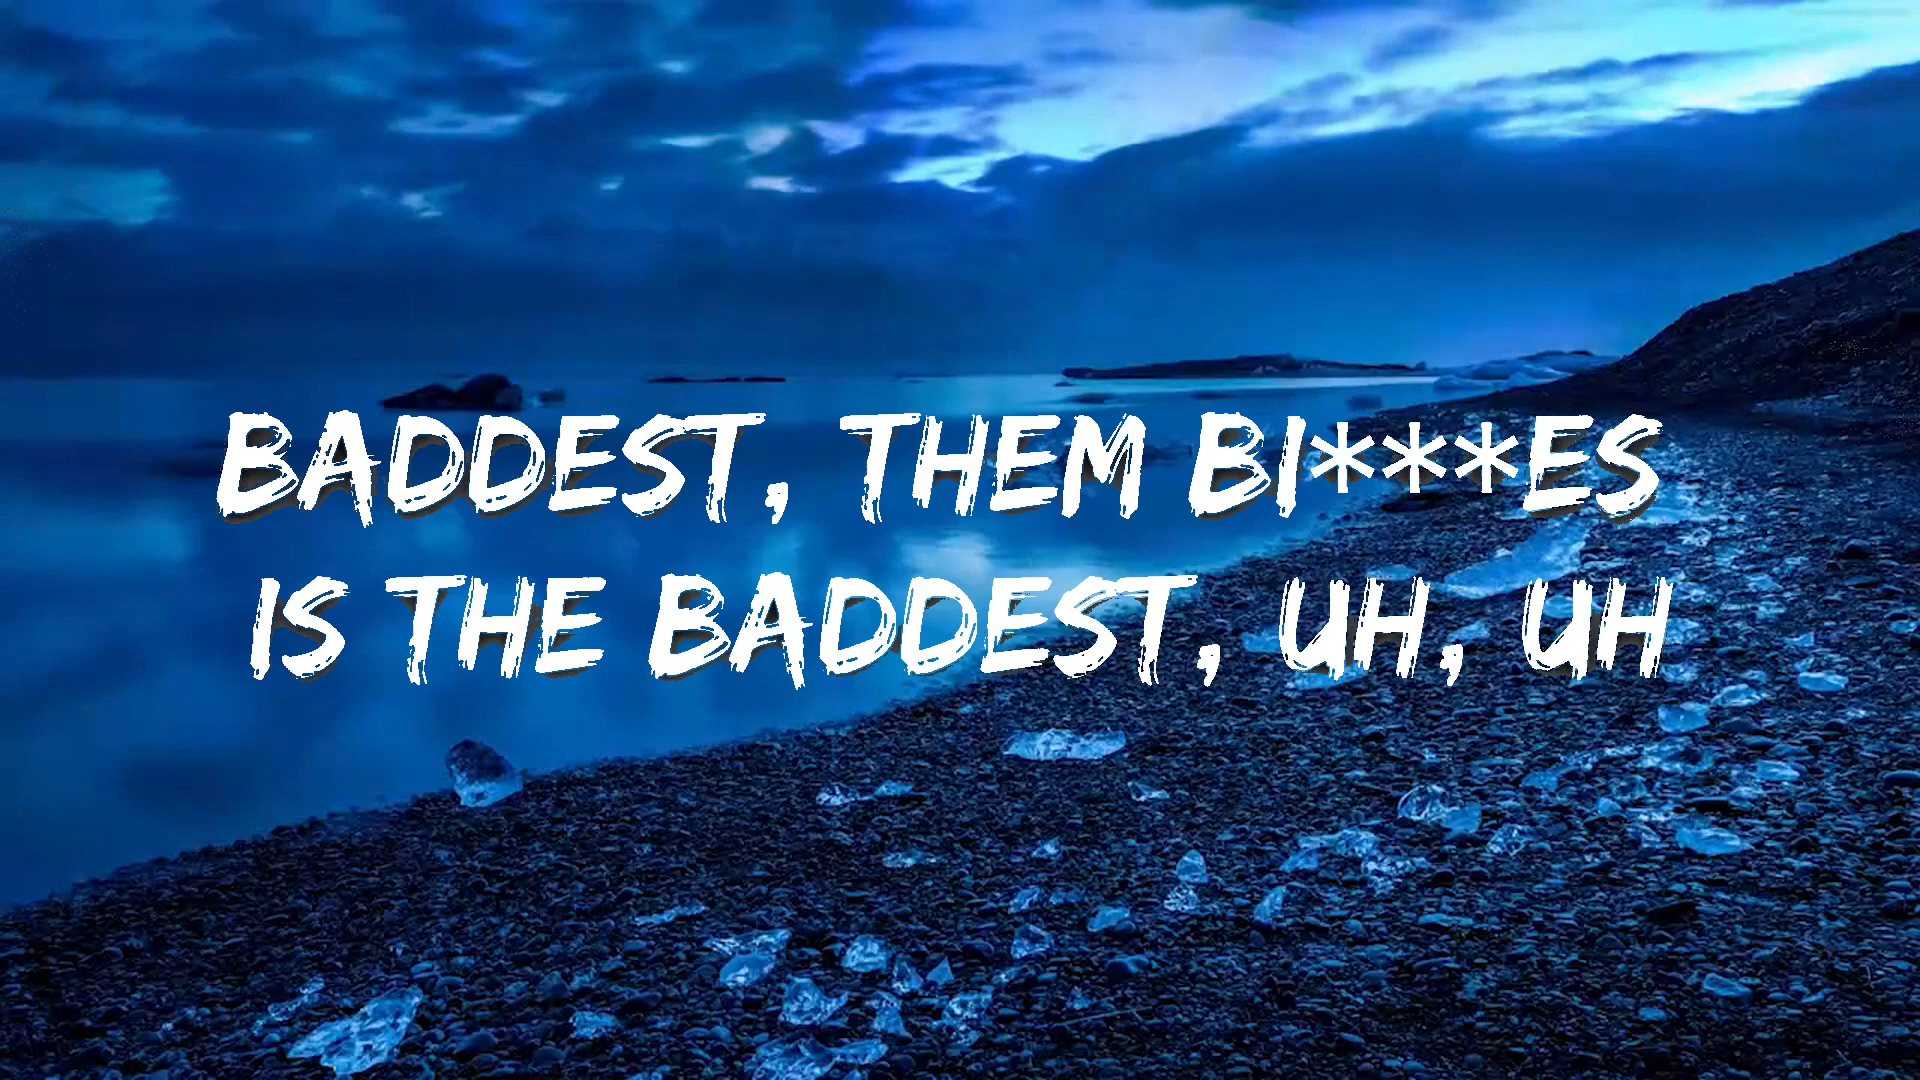 BADDEST, THEM BI***ES
IS THE BADDEST, UH, UH